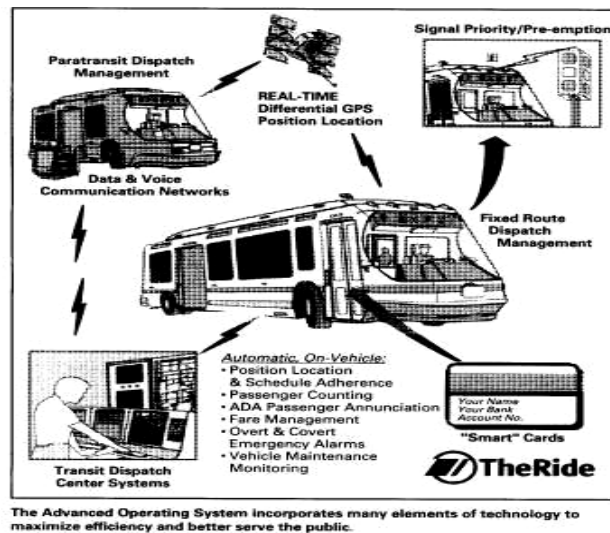 Signal Priority/Pre-emption
Paratransit Dispatch
Management
REAL-TIME
Differential GPS
Position Location
Data & Voice
Communication Networks
Fixed Route
Dispatch
Management
Automatic, On-Vehicle:
• Position Location
& Schedule Adherence
• Passenger Counting
• ADA Passenger Annunciation
• Fare Management
• Overt & Covert
Emergency Alarms
• Vehicle Maintenance
Monitoring
Your Name
Your Bank
Account No.
"Smart" Cards
Transit Dispatch
Center Systems
TheRide
The Advanced Operating System incorporates many elements of technology to
maximize efficiency and better serve the public.